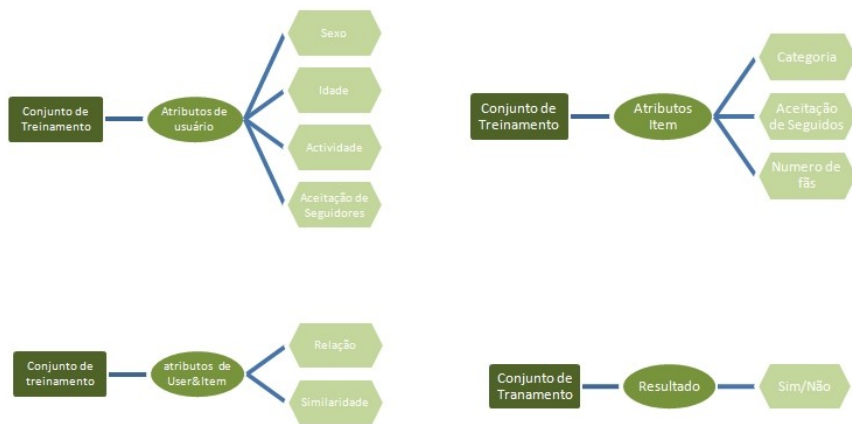 Conjunto de
Treinamento
Atributos de
usuário
Sexo
Idade
Actividade
Aceitação de
Seguidores
Conjunto de
Treinamento
Atributos
Item
Categoria
Aceitação
de Seguidos
Numero de
fãs
Conjunto de
treinamento
atributos de
User&Item
Relação
Similaridade
Conjunto de
Tranamento
Resultado
Sim/Não